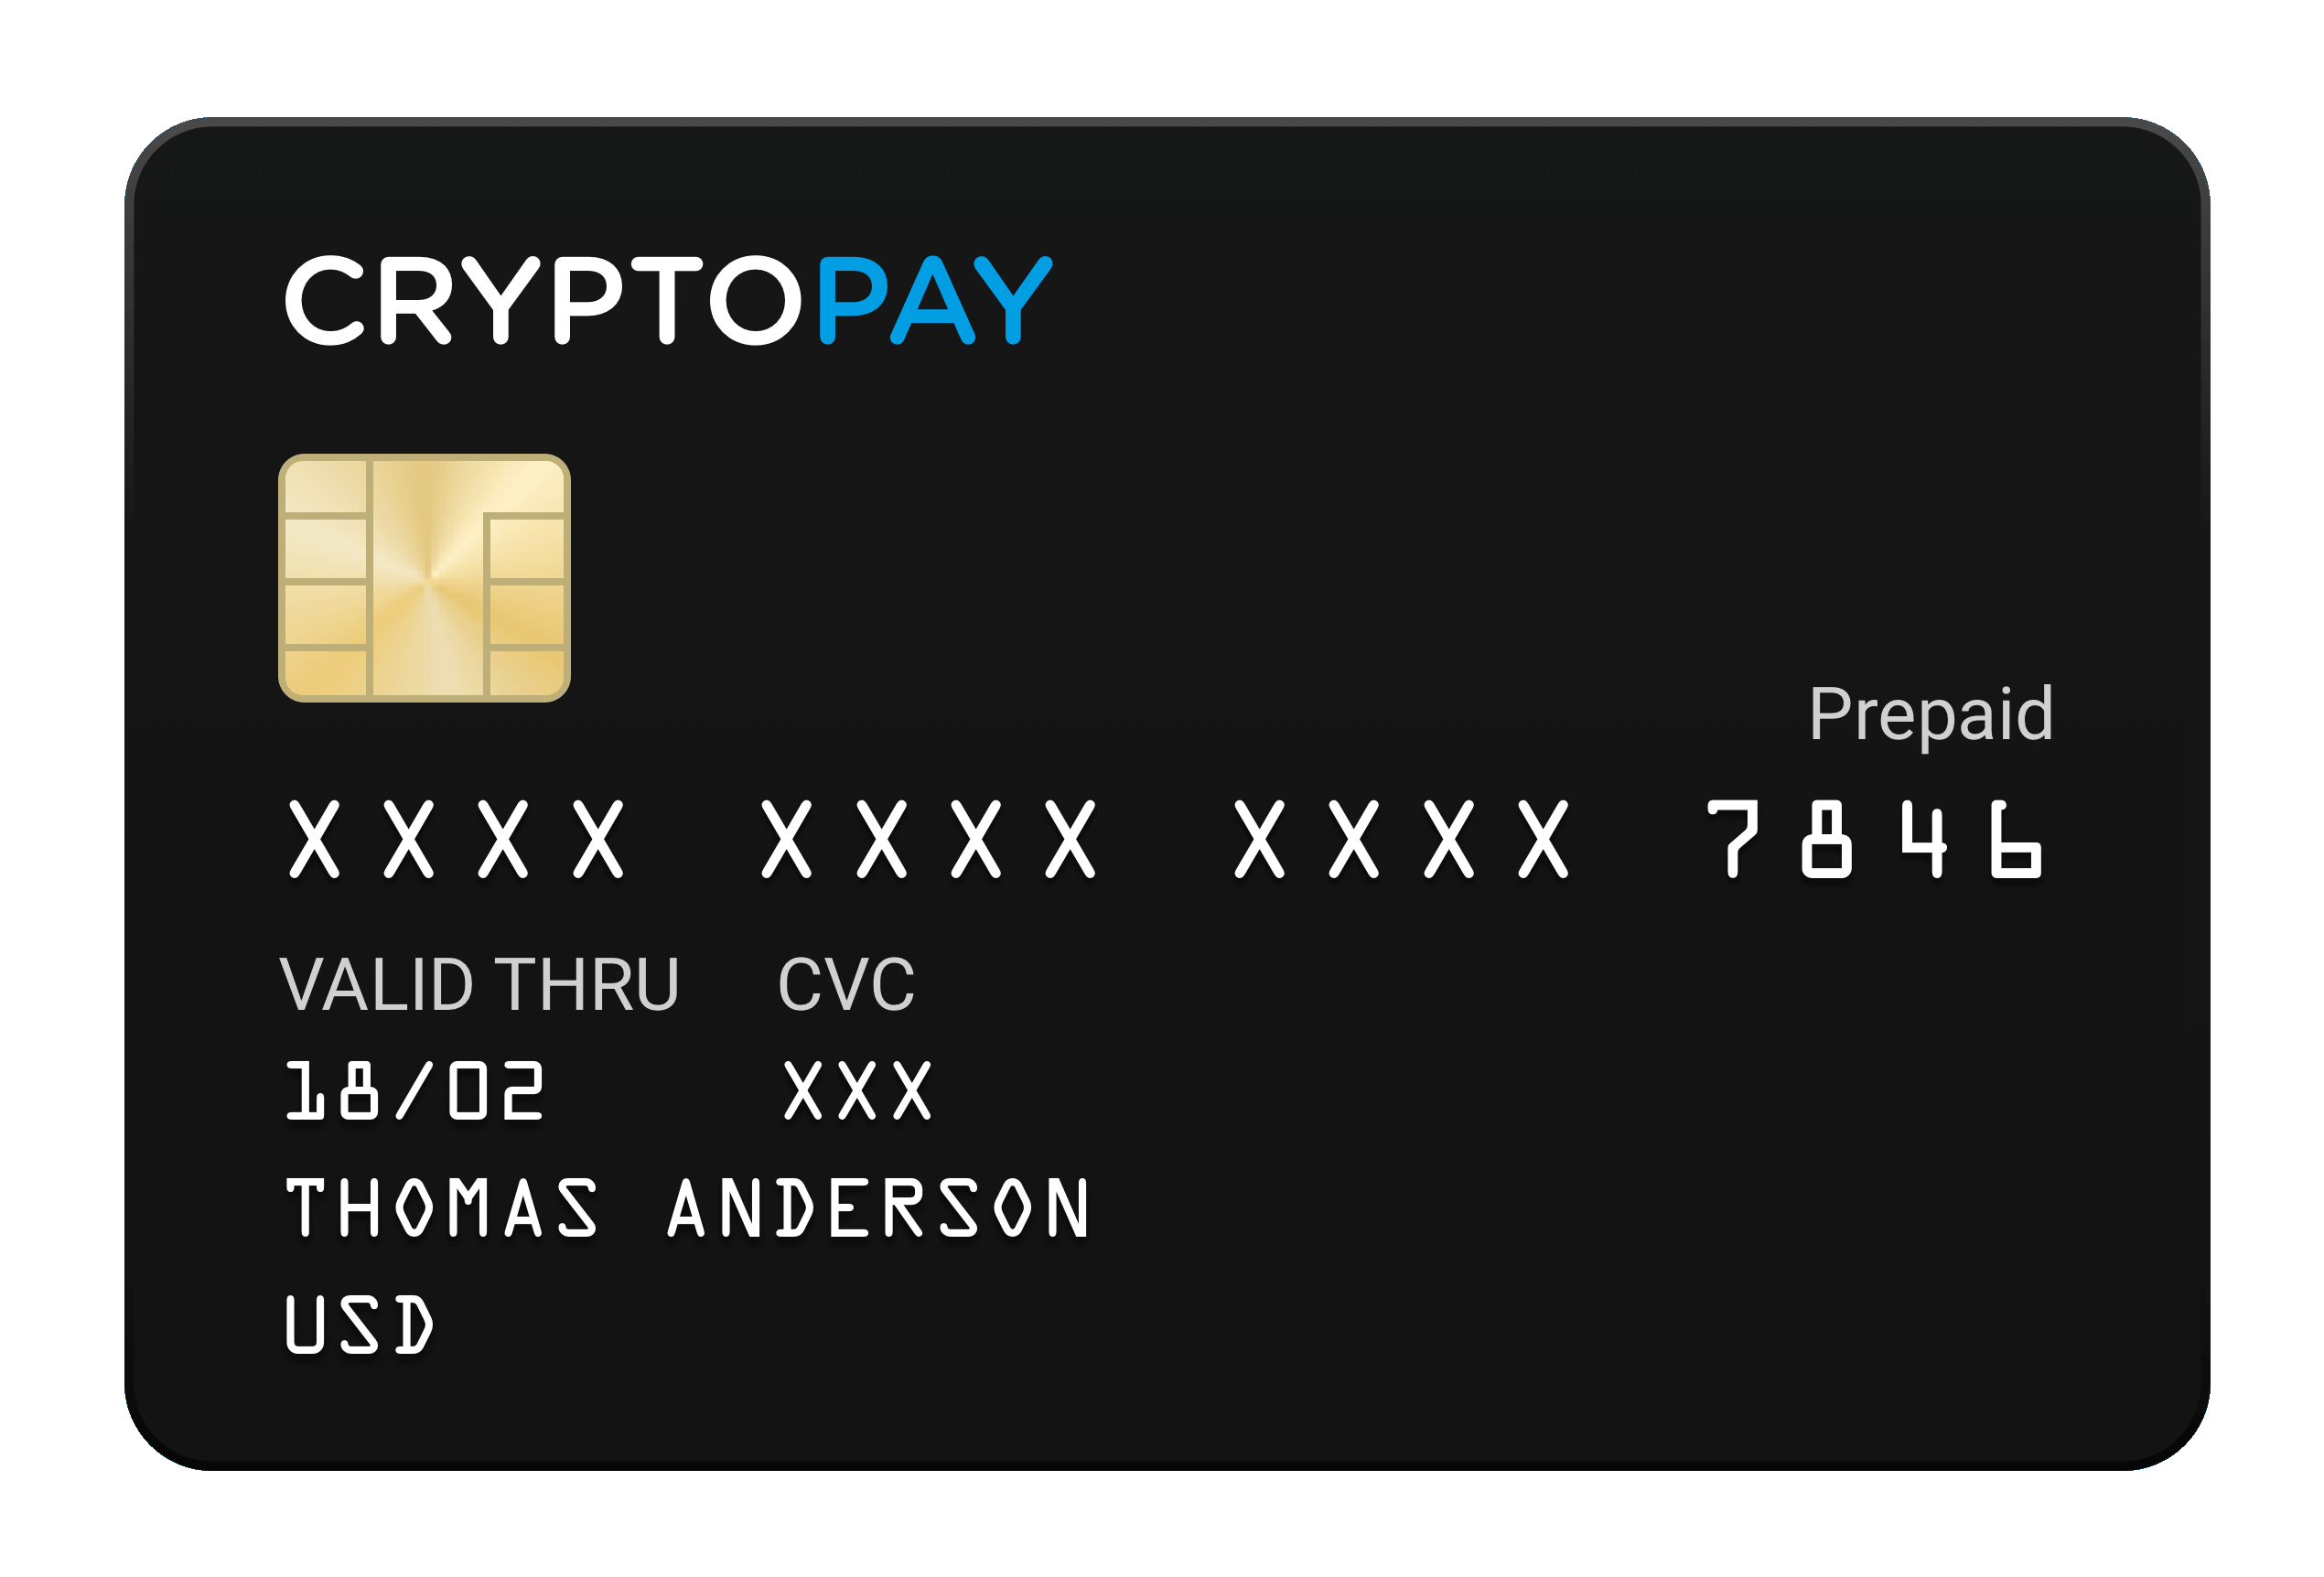 CRYPTOPAY
Prepaid
XXXX XXXX XXXX 7846
VALID THRU CVC
18/02 XXX
THOMAS ANDERSON
USD